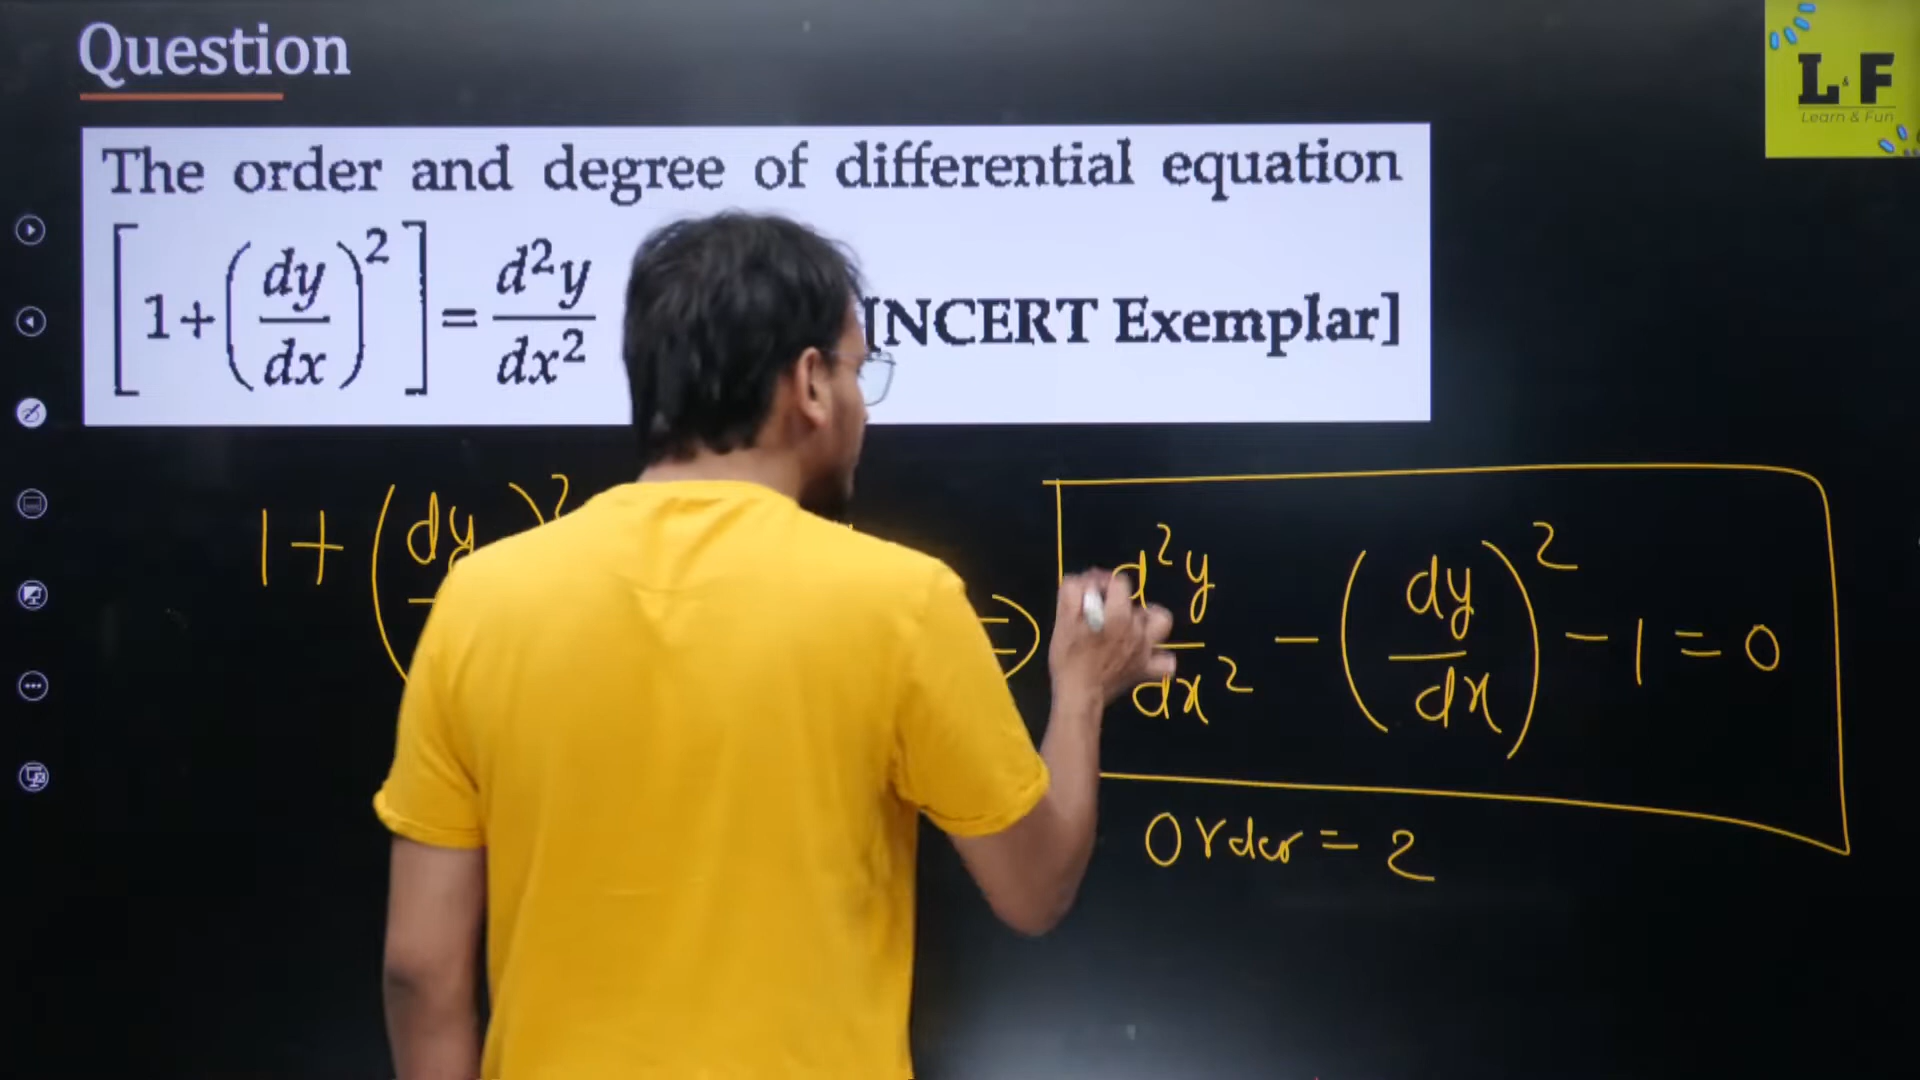 Question
L&F
Learn & Fun
The order and degree of differential equation
[1+(dy/dx)²]=d²y/dx² [NCERT Exemplar]
1+(dy )² => d²y/dx² - (dy/dx)² - 1 = 0
Order = 2